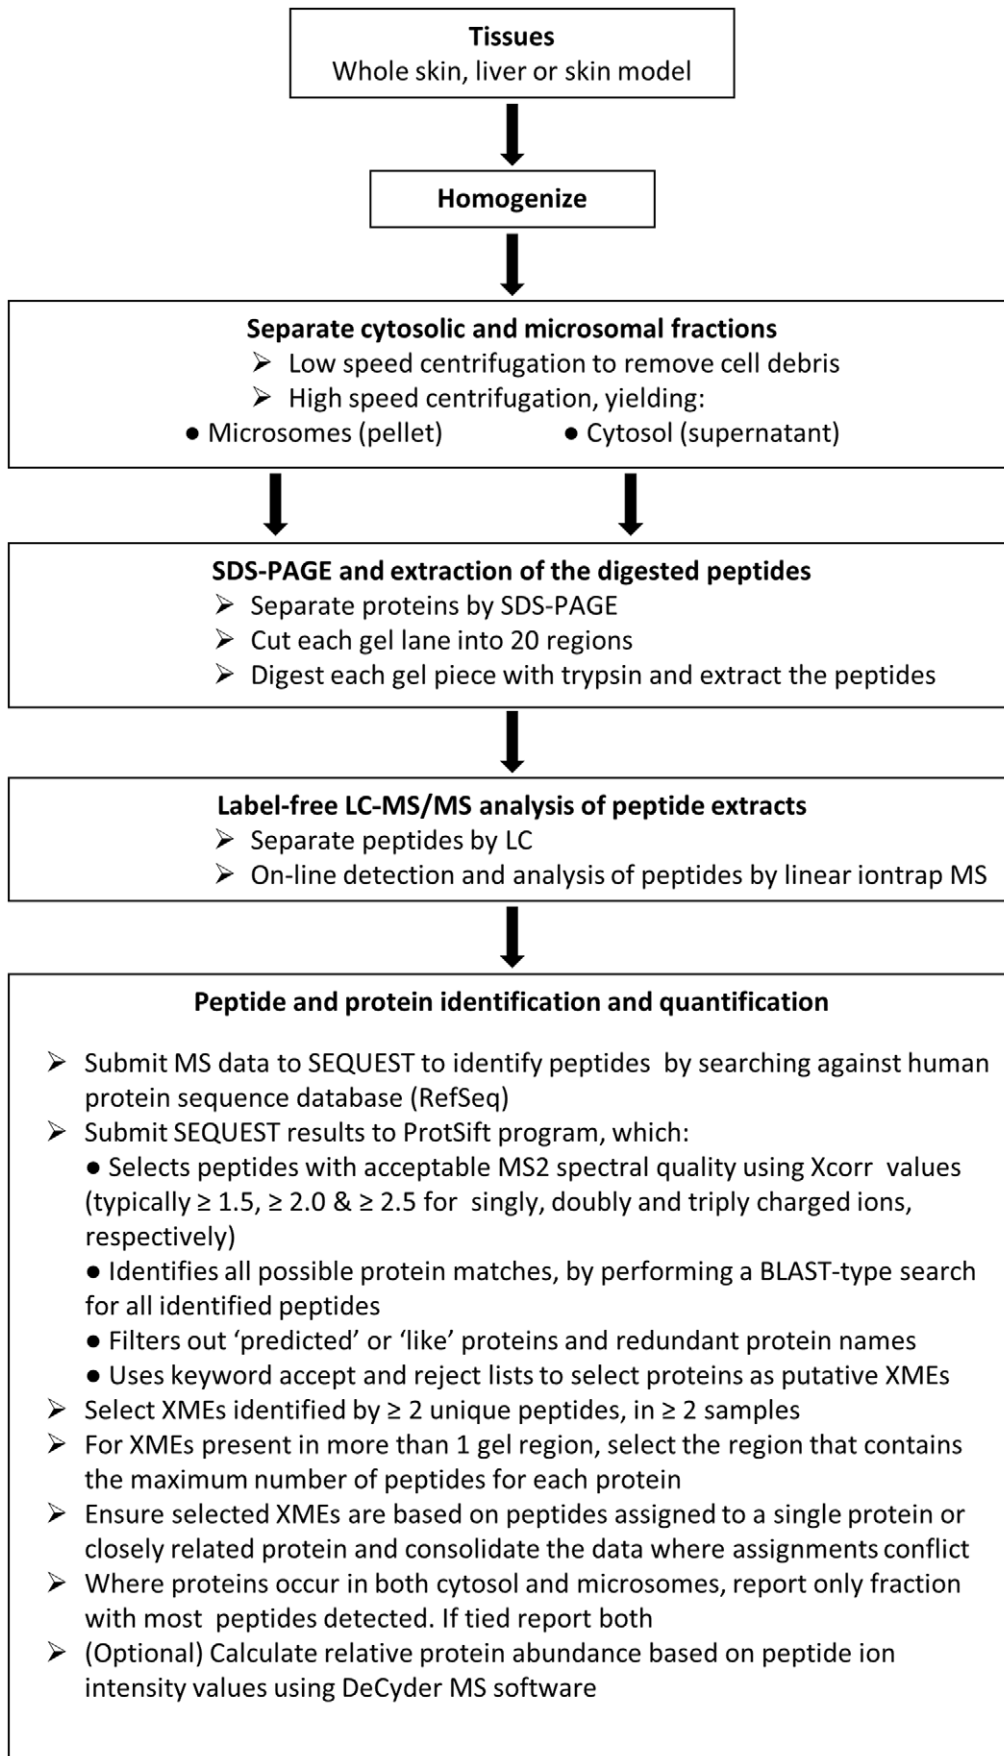 Tissues
Whole skin, liver or skin model
Homogenize
Separate cytosolic and microsomal fractions
➢ Low speed centrifugation to remove cell debris
➢ High speed centrifugation, yielding:
● Microsomes (pellet) ● Cytosol (supernatant)
SDS-PAGE and extraction of the digested peptides
➢ Separate proteins by SDS-PAGE
➢ Cut each gel lane into 20 regions
➢ Digest each gel piece with trypsin and extract the peptides
Label-free LC-MS/MS analysis of peptide extracts
➢ Separate peptides by LC
➢ On-line detection and analysis of peptides by linear iontrap MS
Peptide and protein identification and quantification
➢ Submit MS data to SEQUEST to identify peptides by searching against human
protein sequence database (RefSeq)
➢ Submit SEQUEST results to ProtSift program, which:
● Selects peptides with acceptable MS2 spectral quality using Xcorr values
(typically ≥ 1.5, ≥ 2.0 & ≥ 2.5 for singly, doubly and triply charged ions,
respectively)
● Identifies all possible protein matches, by performing a BLAST-type search
for all identified peptides
● Filters out ‘predicted’ or ‘like’ proteins and redundant protein names
● Uses keyword accept and reject lists to select proteins as putative XMEs
➢ Select XMEs identified by ≥ 2 unique peptides, in ≥ 2 samples
➢ For XMEs present in more than 1 gel region, select the region that contains
the maximum number of peptides for each protein
➢ Ensure selected XMEs are based on peptides assigned to a single protein or
closely related protein and consolidate the data where assignments conflict
➢ Where proteins occur in both cytosol and microsomes, report only fraction
with most peptides detected. If tied report both
➢ (Optional) Calculate relative protein abundance based on peptide ion
intensity values using DeCyder MS software